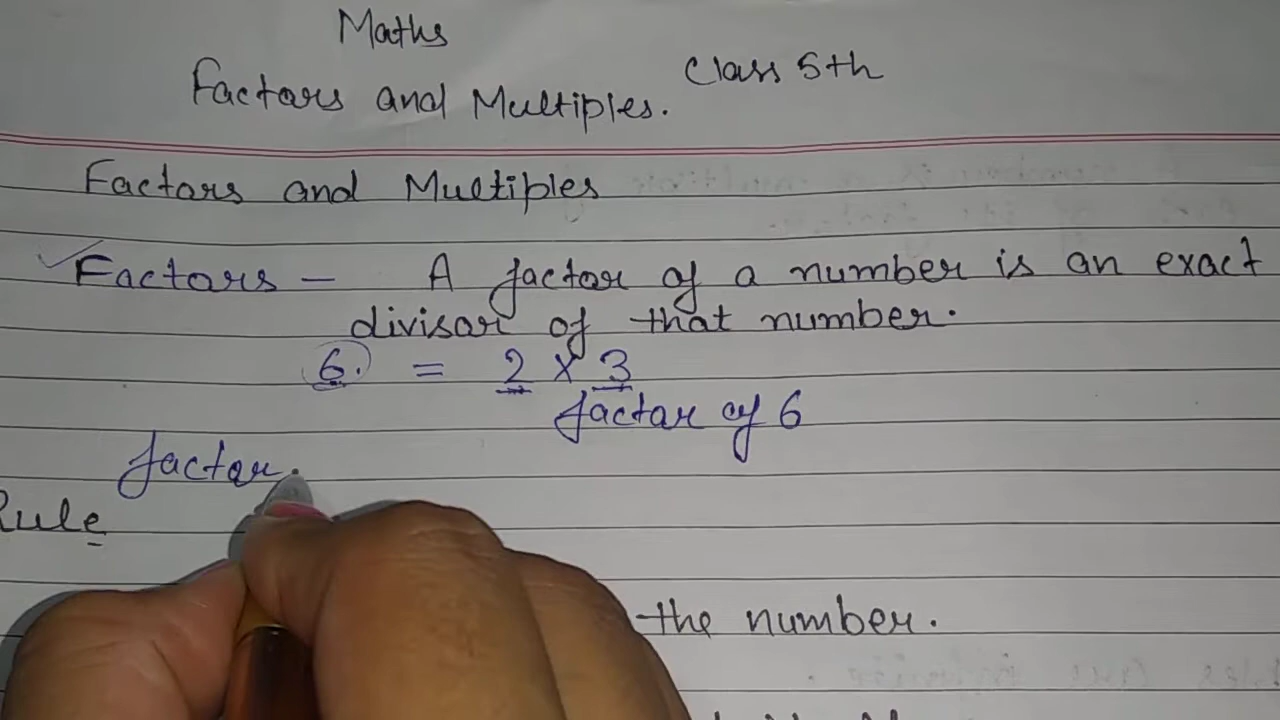 Maths
Factors and Multiples. Class 5th
Factors and Multiples
Factors - A factor of a number is an exact
divisor of that number.
6. = 2 x 3
factor of 6
factor.
Rule
the number.